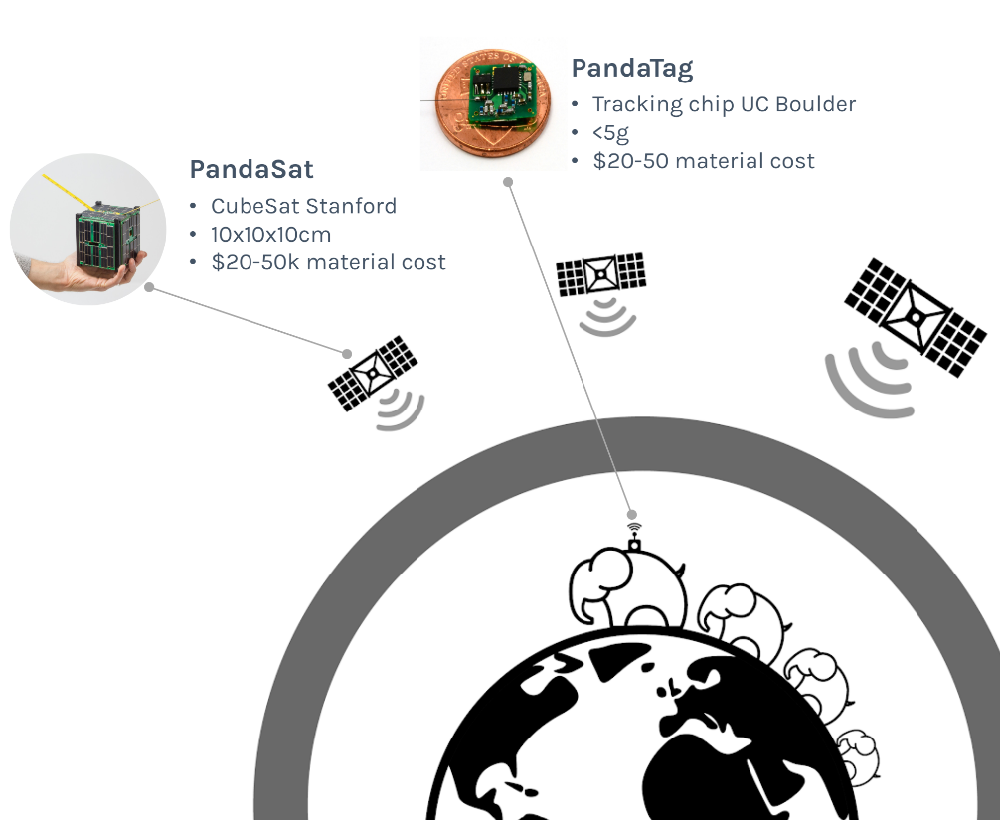 PandaTag
• Tracking chip UC Boulder
• <5g
• $20-50 material cost
PandaSat
• CubeSat Stanford
• 10x10x10cm
• $20-50k material cost